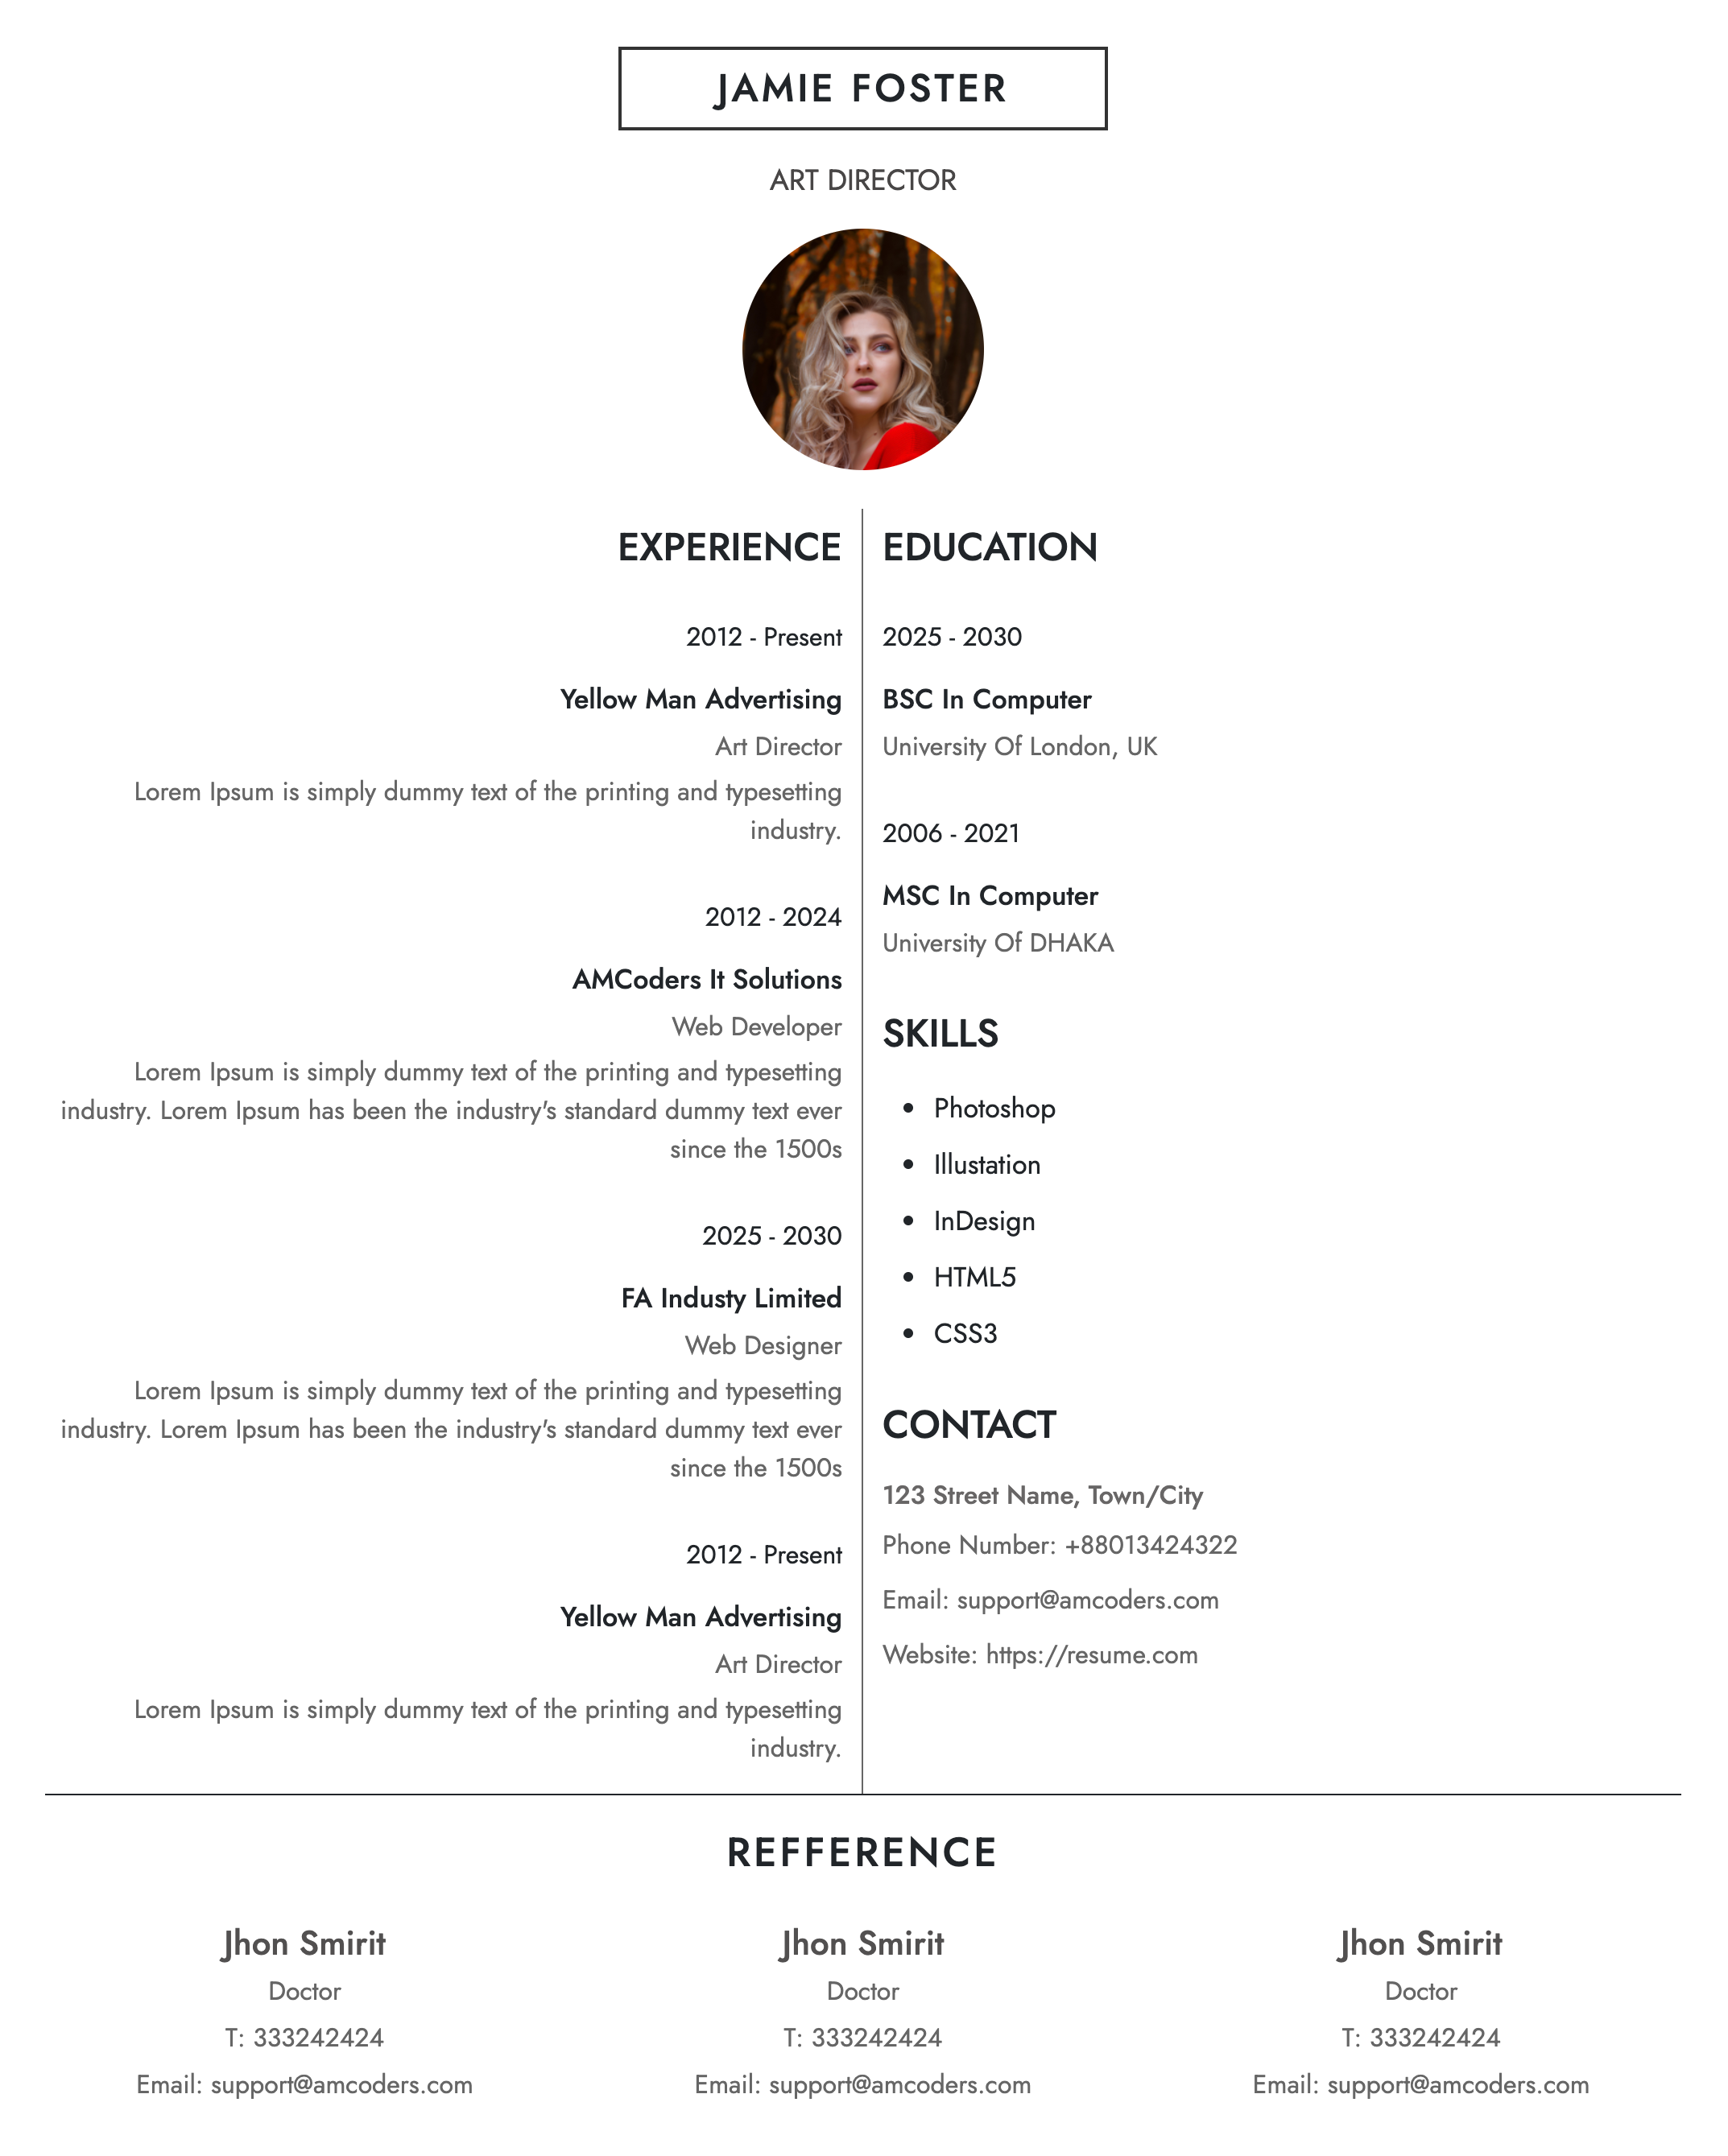 JAMIE FOSTER
ART DIRECTOR
EXPERIENCE
2012 - Present
Yellow Man Advertising
Art Director
Lorem Ipsum is simply dummy text of the printing and typesetting
industry.
2012 - 2024
AMCoders It Solutions
Web Developer
Lorem Ipsum is simply dummy text of the printing and typesetting
industry. Lorem Ipsum has been the industry's standard dummy text ever
since the 1500s
2025 - 2030
FA Industy Limited
Web Designer
Lorem Ipsum is simply dummy text of the printing and typesetting
industry. Lorem Ipsum has been the industry's standard dummy text ever
since the 1500s
2012 - Present
Yellow Man Advertising
Art Director
Lorem Ipsum is simply dummy text of the printing and typesetting
industry.
EDUCATION
2025 - 2030
BSC In Computer
University Of London, UK
2006 - 2021
MSC In Computer
University Of DHAKA
SKILLS
• Photoshop
• Illustation
• InDesign
• HTML5
• CSS3
CONTACT
123 Street Name, Town/City
Phone Number: +88013424322
Email: support@amcoders.com
Website: https://resume.com
REFFERENCE
Jhon Smirit
Doctor
T: 333242424
Email: support@amcoders.com
Jhon Smirit
Doctor
T: 333242424
Email: support@amcoders.com
Jhon Smirit
Doctor
T: 333242424
Email: support@amcoders.com